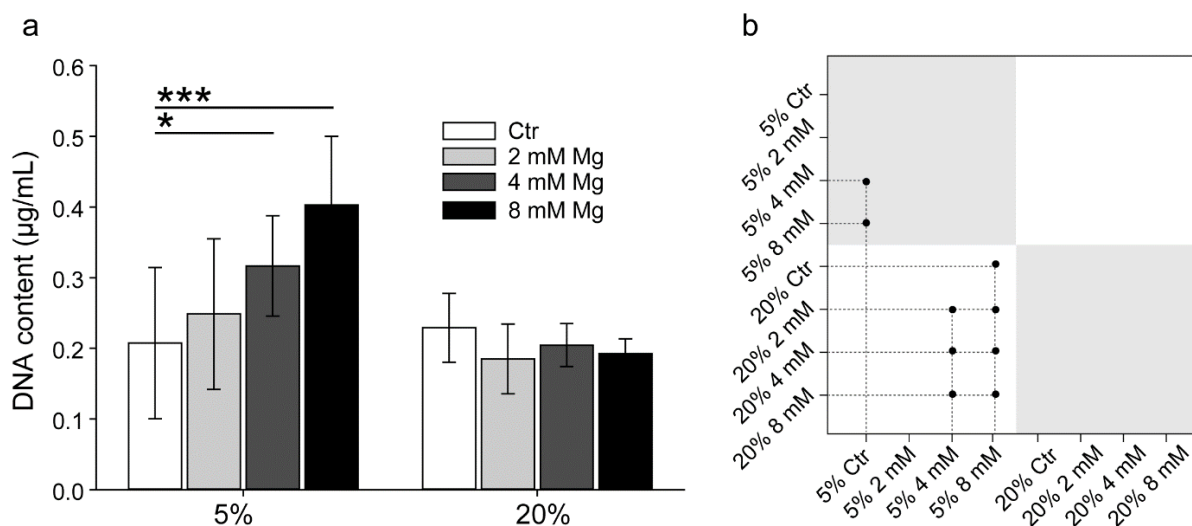 a
DNA content (µg/mL)
0.6
0.5
0.4
0.3
0.2
0.1
0.0
***
*
Ctr
2 mM Mg
4 mM Mg
8 mM Mg
5%
20%
b
5% Ctr
5% 2 mM
5% 4 mM
5% 8 mM
20% Ctr
20% 2 mM
20% 4 mM
20% 8 mM
5% Ctr
5% 2 mM
5% 4 mM
5% 8 mM
20% Ctr
20% 2 mM
20% 4 mM
20% 8 mM